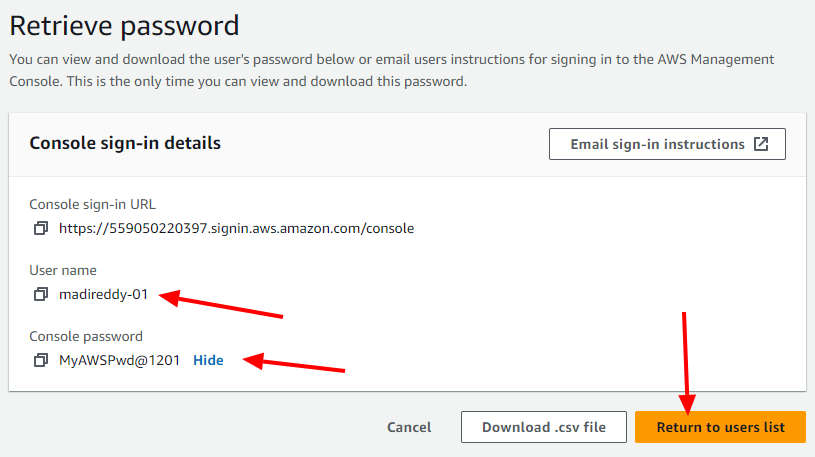 Retrieve password
You can view and download the user's password below or email users instructions for signing in to the AWS Management
Console. This is the only time you can view and download this password.
Console sign-in details
Email sign-in instructions
Console sign-in URL
https://559050220397.signin.aws.amazon.com/console
User name
madireddy-01
Console password
MyAWSPwd@1201 Hide
Cancel Download .csv file Return to users list